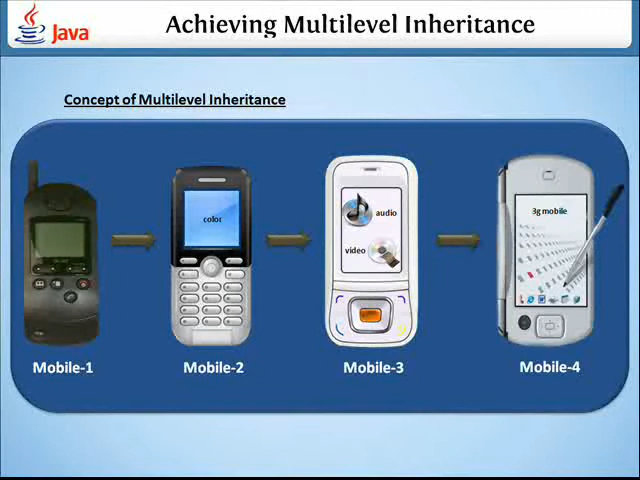 Java
Achieving Multilevel Inheritance
Concept of Multilevel Inheritance
color
audio
video
3g mobile
Mobile-1
Mobile-2
Mobile-3
Mobile-4